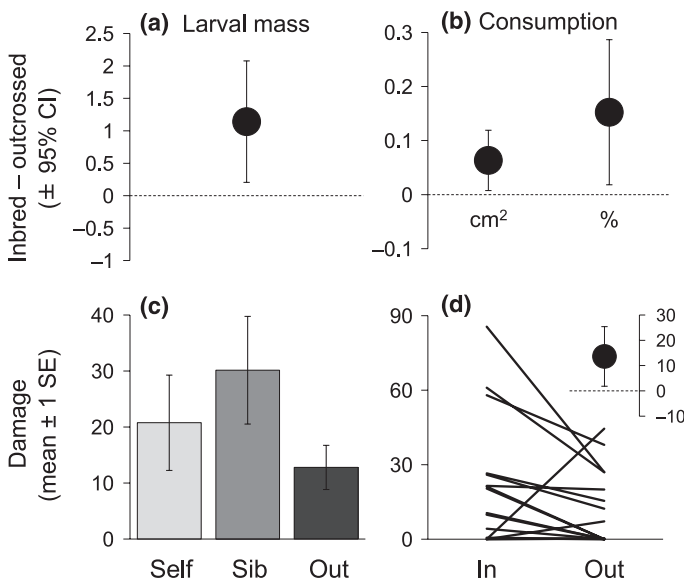 (a) Larval mass
(b) Consumption
Inbred – outcrossed
(± 95% CI)
2.5
2
1.5
1
0.5
0
–0.5
–1
0.3
0.2
0.1
0
–0.1
cm²
%
(c)
(d)
Damage
(mean ± 1 SE)
40
30
20
10
0
Self Sib Out
90
60
30
0
In Out
30
20
10
0
–10